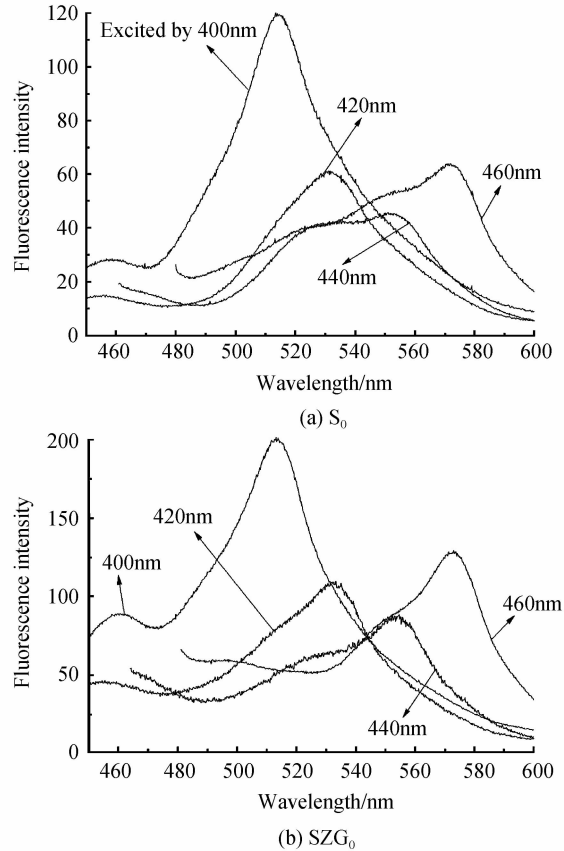 120
100
80
60
40
20
0
Fluorescence intensity
Excited by 400nm
420nm
460nm
440nm
460 480 500 520 540 560 580 600
Wavelength/nm
(a) S₀
200
150
100
50
0
Fluorescence intensity
420nm
400nm
460nm
440nm
460 480 500 520 540 560 580 600
Wavelength/nm
(b) SZG₀